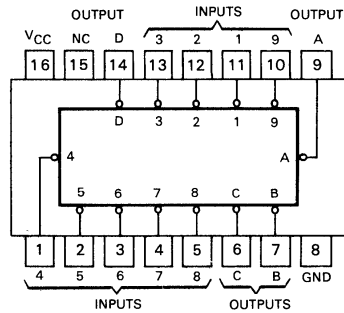 OUTPUT INPUTS OUTPUT
VCC NC D 3 2 1 9 A
16 15 14 13 12 11 10 9
D 3 2 1 9
4 A
5 6 7 8 C B
1 2 3 4 5 6 7 8
4 5 6 7 8 C B GND
INPUTS OUTPUTS